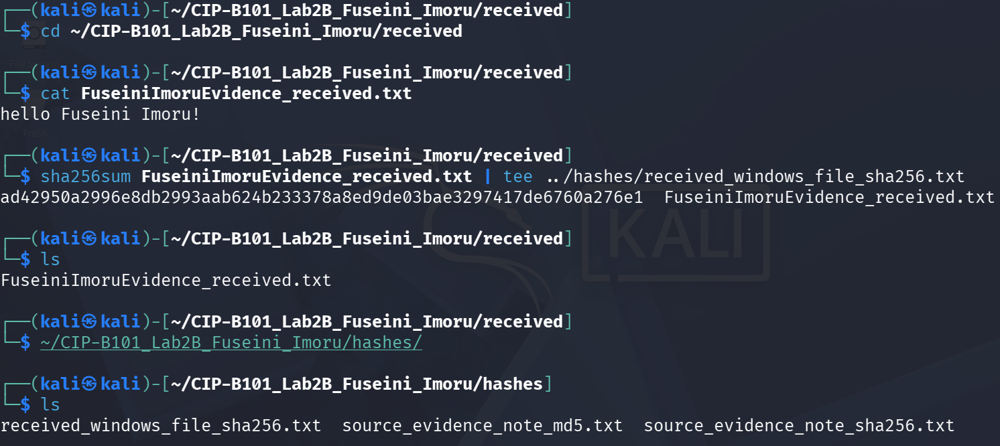 ┌──(kali㉿kali)-[~/CIP-B101_Lab2B_Fuseini_Imoru/received]
└─$ cd ~/CIP-B101_Lab2B_Fuseini_Imoru/received
┌──(kali㉿kali)-[~/CIP-B101_Lab2B_Fuseini_Imoru/received]
└─$ cat FuseiniImoruEvidence_received.txt
hello Fuseini Imoru!
Trash
┌──(kali㉿kali)-[~/CIP-B101_Lab2B_Fuseini_Imoru/received]
└─$ sha256sum FuseiniImoruEvidence_received.txt | tee ../hashes/received_windows_file_sha256.txt
ad42950a2996e8db2993aab624b233378a8ed9de03bae3297417de6760a276e1  FuseiniImoruEvidence_received.txt
KALI
┌──(kali㉿kali)-[~/CIP-B101_Lab2B_Fuseini_Imoru/received]
└─$ ls
FuseiniImoruEvidence_received.txt
┌──(kali㉿kali)-[~/CIP-B101_Lab2B_Fuseini_Imoru/received]
└─$ ~/CIP-B101_Lab2B_Fuseini_Imoru/hashes/
┌──(kali㉿kali)-[~/CIP-B101_Lab2B_Fuseini_Imoru/hashes]
└─$ ls
received_windows_file_sha256.txt  source_evidence_note_md5.txt  source_evidence_note_sha256.txt